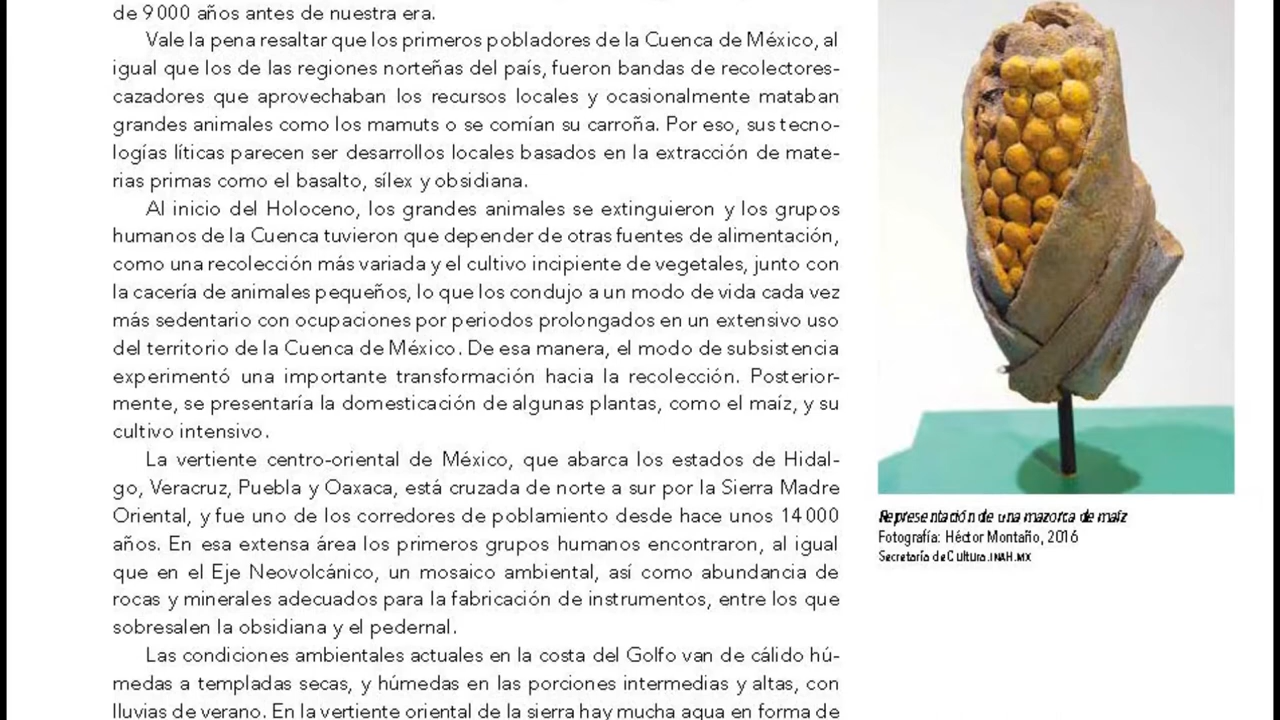 de 9000 años antes de nuestra era.
Vale la pena resaltar que los primeros pobladores de la Cuenca de México, al
igual que los de las regiones norteñas del país, fueron bandas de recolectores-
cazadores que aprovechaban los recursos locales y ocasionalmente mataban
grandes animales como los mamuts o se comían su carroña. Por eso, sus tecno-
logías líticas parecen ser desarrollos locales basados en la extracción de mate-
rias primas como el basalto, sílex y obsidiana.
Al inicio del Holoceno, los grandes animales se extinguieron y los grupos
humanos de la Cuenca tuvieron que depender de otras fuentes de alimentación,
como una recolección más variada y el cultivo incipiente de vegetales, junto con
la cacería de animales pequeños, lo que los condujo a un modo de vida cada vez
más sedentario con ocupaciones por periodos prolongados en un extensivo uso
del territorio de la Cuenca de México. De esa manera, el modo de subsistencia
experimentó una importante transformación hacia la recolección. Posterior-
mente, se presentaría la domesticación de algunas plantas, como el maíz, y su
cultivo intensivo.
La vertiente centro-oriental de México, que abarca los estados de Hidal-
go, Veracruz, Puebla y Oaxaca, está cruzada de norte a sur por la Sierra Madre
Oriental, y fue uno de los corredores de poblamiento desde hace unos 14000
años. En esa extensa área los primeros grupos humanos encontraron, al igual
que en el Eje Neovolcánico, un mosaico ambiental, así como abundancia de
rocas y minerales adecuados para la fabricación de instrumentos, entre los que
sobresalen la obsidiana y el pedernal.
Las condiciones ambientales actuales en la costa del Golfo van de cálido hú-
medas a templadas secas, y húmedas en las porciones intermedias y altas, con
lluvias de verano. En la vertiente oriental de la sierra hay mucha agua en forma de
Representación de una mazorca de maíz
Fotografía: Héctor Montaño, 2016
Secretaría de Cultura.INAH.MX